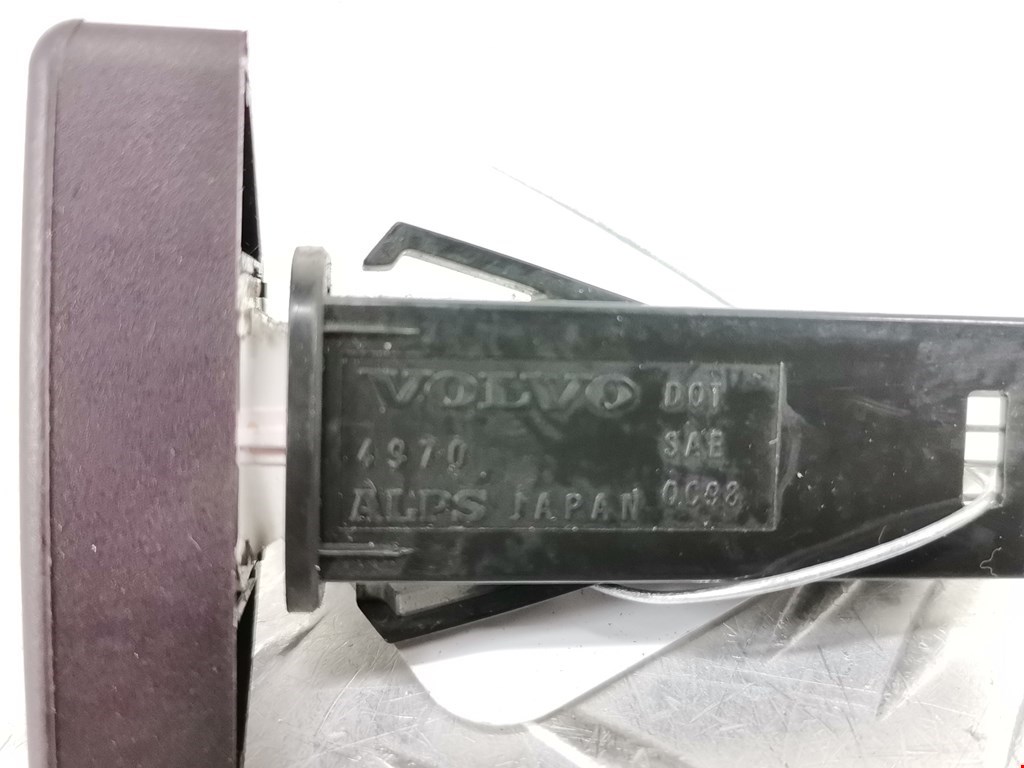 VOLVO DOT
4970 SAE
ALPS JAPAN 0C98